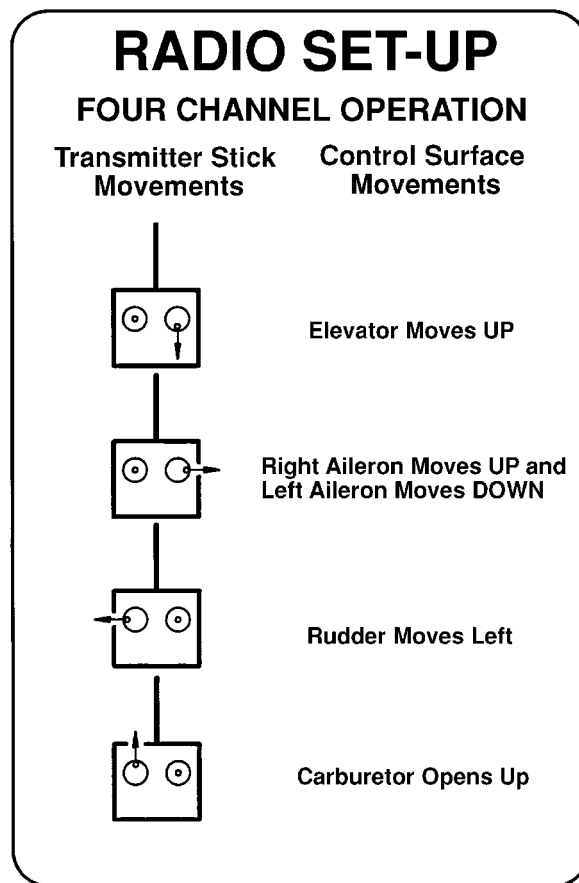 RADIO SET-UP
FOUR CHANNEL OPERATION
Transmitter Stick
Movements
Control Surface
Movements
Elevator Moves UP
Right Aileron Moves UP and
Left Aileron Moves DOWN
Rudder Moves Left
Carburetor Opens Up